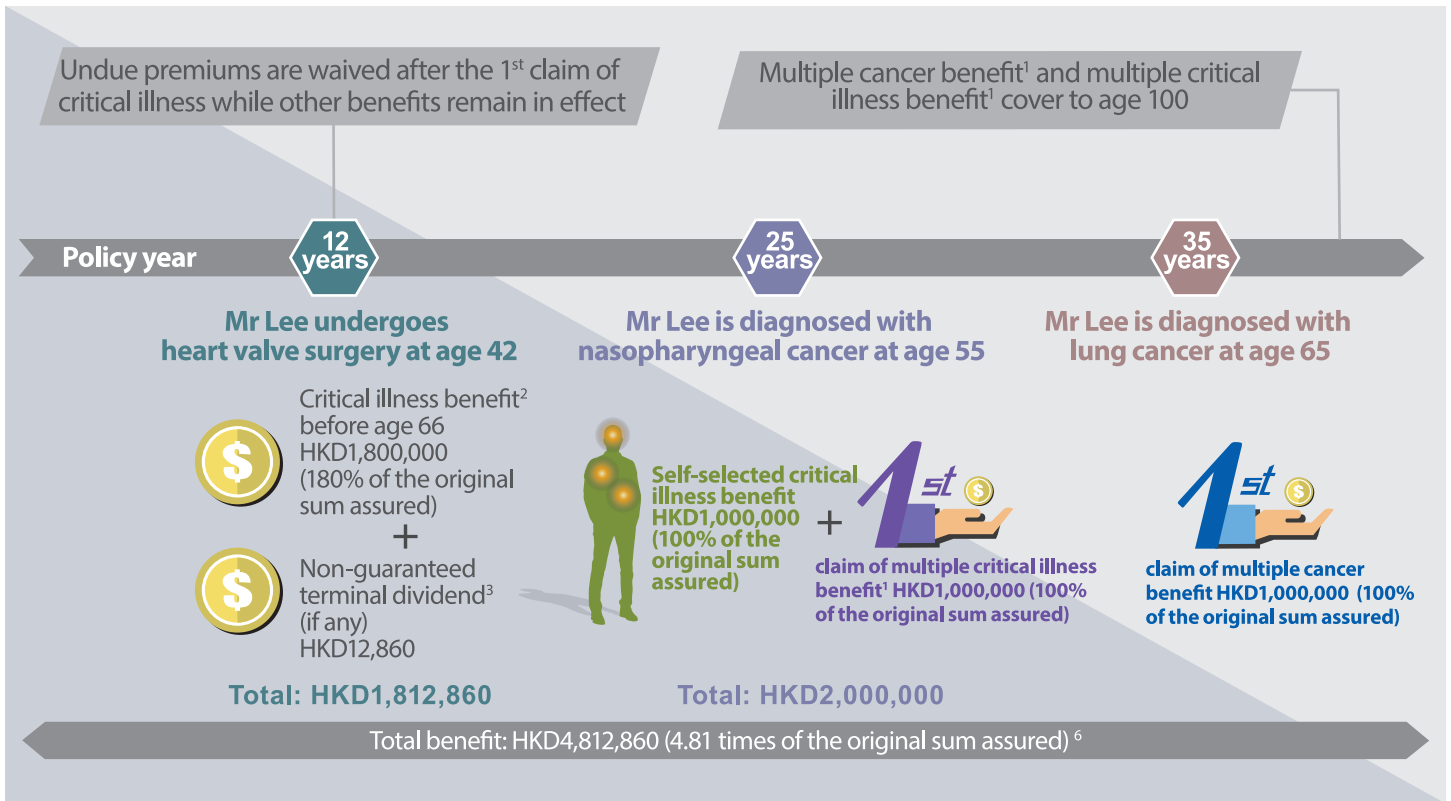 Undue premiums are waived after the 1st claim of
critical illness while other benefits remain in effect
Multiple cancer benefit¹ and multiple critical
illness benefit¹ cover to age 100
Policy year
12
years
25
years
35
years
Mr Lee undergoes
heart valve surgery at age 42
Critical illness benefit²
before age 66
HKD1,800,000
(180% of the original
sum assured)
+
Non-guaranteed
terminal dividend³
(if any)
HKD12,860
Total: HKD1,812,860
Mr Lee is diagnosed with
nasopharyngeal cancer at age 55
Self-selected critical
illness benefit
HKD1,000,000
(100% of the
original sum
assured)
+
1st
claim of multiple critical illness
benefit¹ HKD1,000,000 (100%
of the original sum assured)
Total: HKD2,000,000
Mr Lee is diagnosed with
lung cancer at age 65
1st
claim of multiple cancer
benefit HKD1,000,000 (100%
of the original sum assured)
Total benefit: HKD4,812,860 (4.81 times of the original sum assured) ⁶